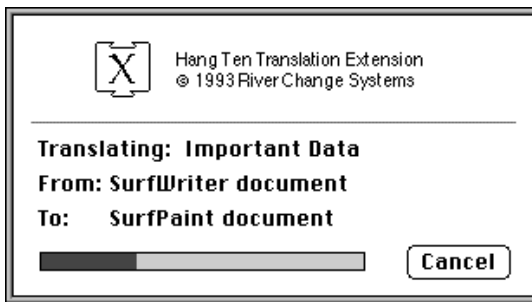 X
Hang Ten Translation Extension
© 1993 River Change Systems
Translating: Important Data
From: SurfWriter document
To: SurfPaint document
Cancel